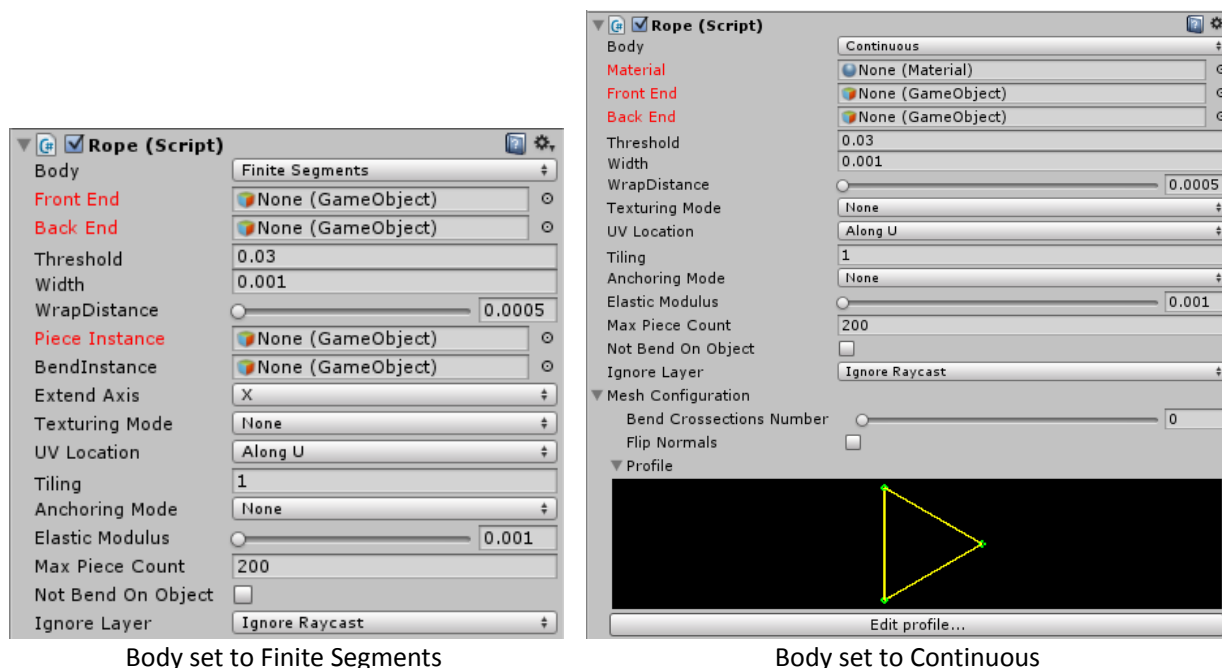 Rope (Script)
Body Finite Segments
Front End None (GameObject)
Back End None (GameObject)
Threshold 0.03
Width 0.001
WrapDistance 0.0005
Piece Instance None (GameObject)
BendInstance None (GameObject)
Extend Axis X
Texturing Mode None
UV Location Along U
Tiling 1
Anchoring Mode None
Elastic Modulus 0.001
Max Piece Count 200
Not Bend On Object
Ignore Layer Ignore Raycast
Body set to Finite Segments
Rope (Script)
Body Continuous
Material None (Material)
Front End None (GameObject)
Back End None (GameObject)
Threshold 0.03
Width 0.001
WrapDistance 0.0005
Texturing Mode None
UV Location Along U
Tiling 1
Anchoring Mode None
Elastic Modulus 0.001
Max Piece Count 200
Not Bend On Object
Ignore Layer Ignore Raycast
Mesh Configuration
Bend Crossections Number 0
Flip Normals
Profile
Edit profile...
Body set to Continuous